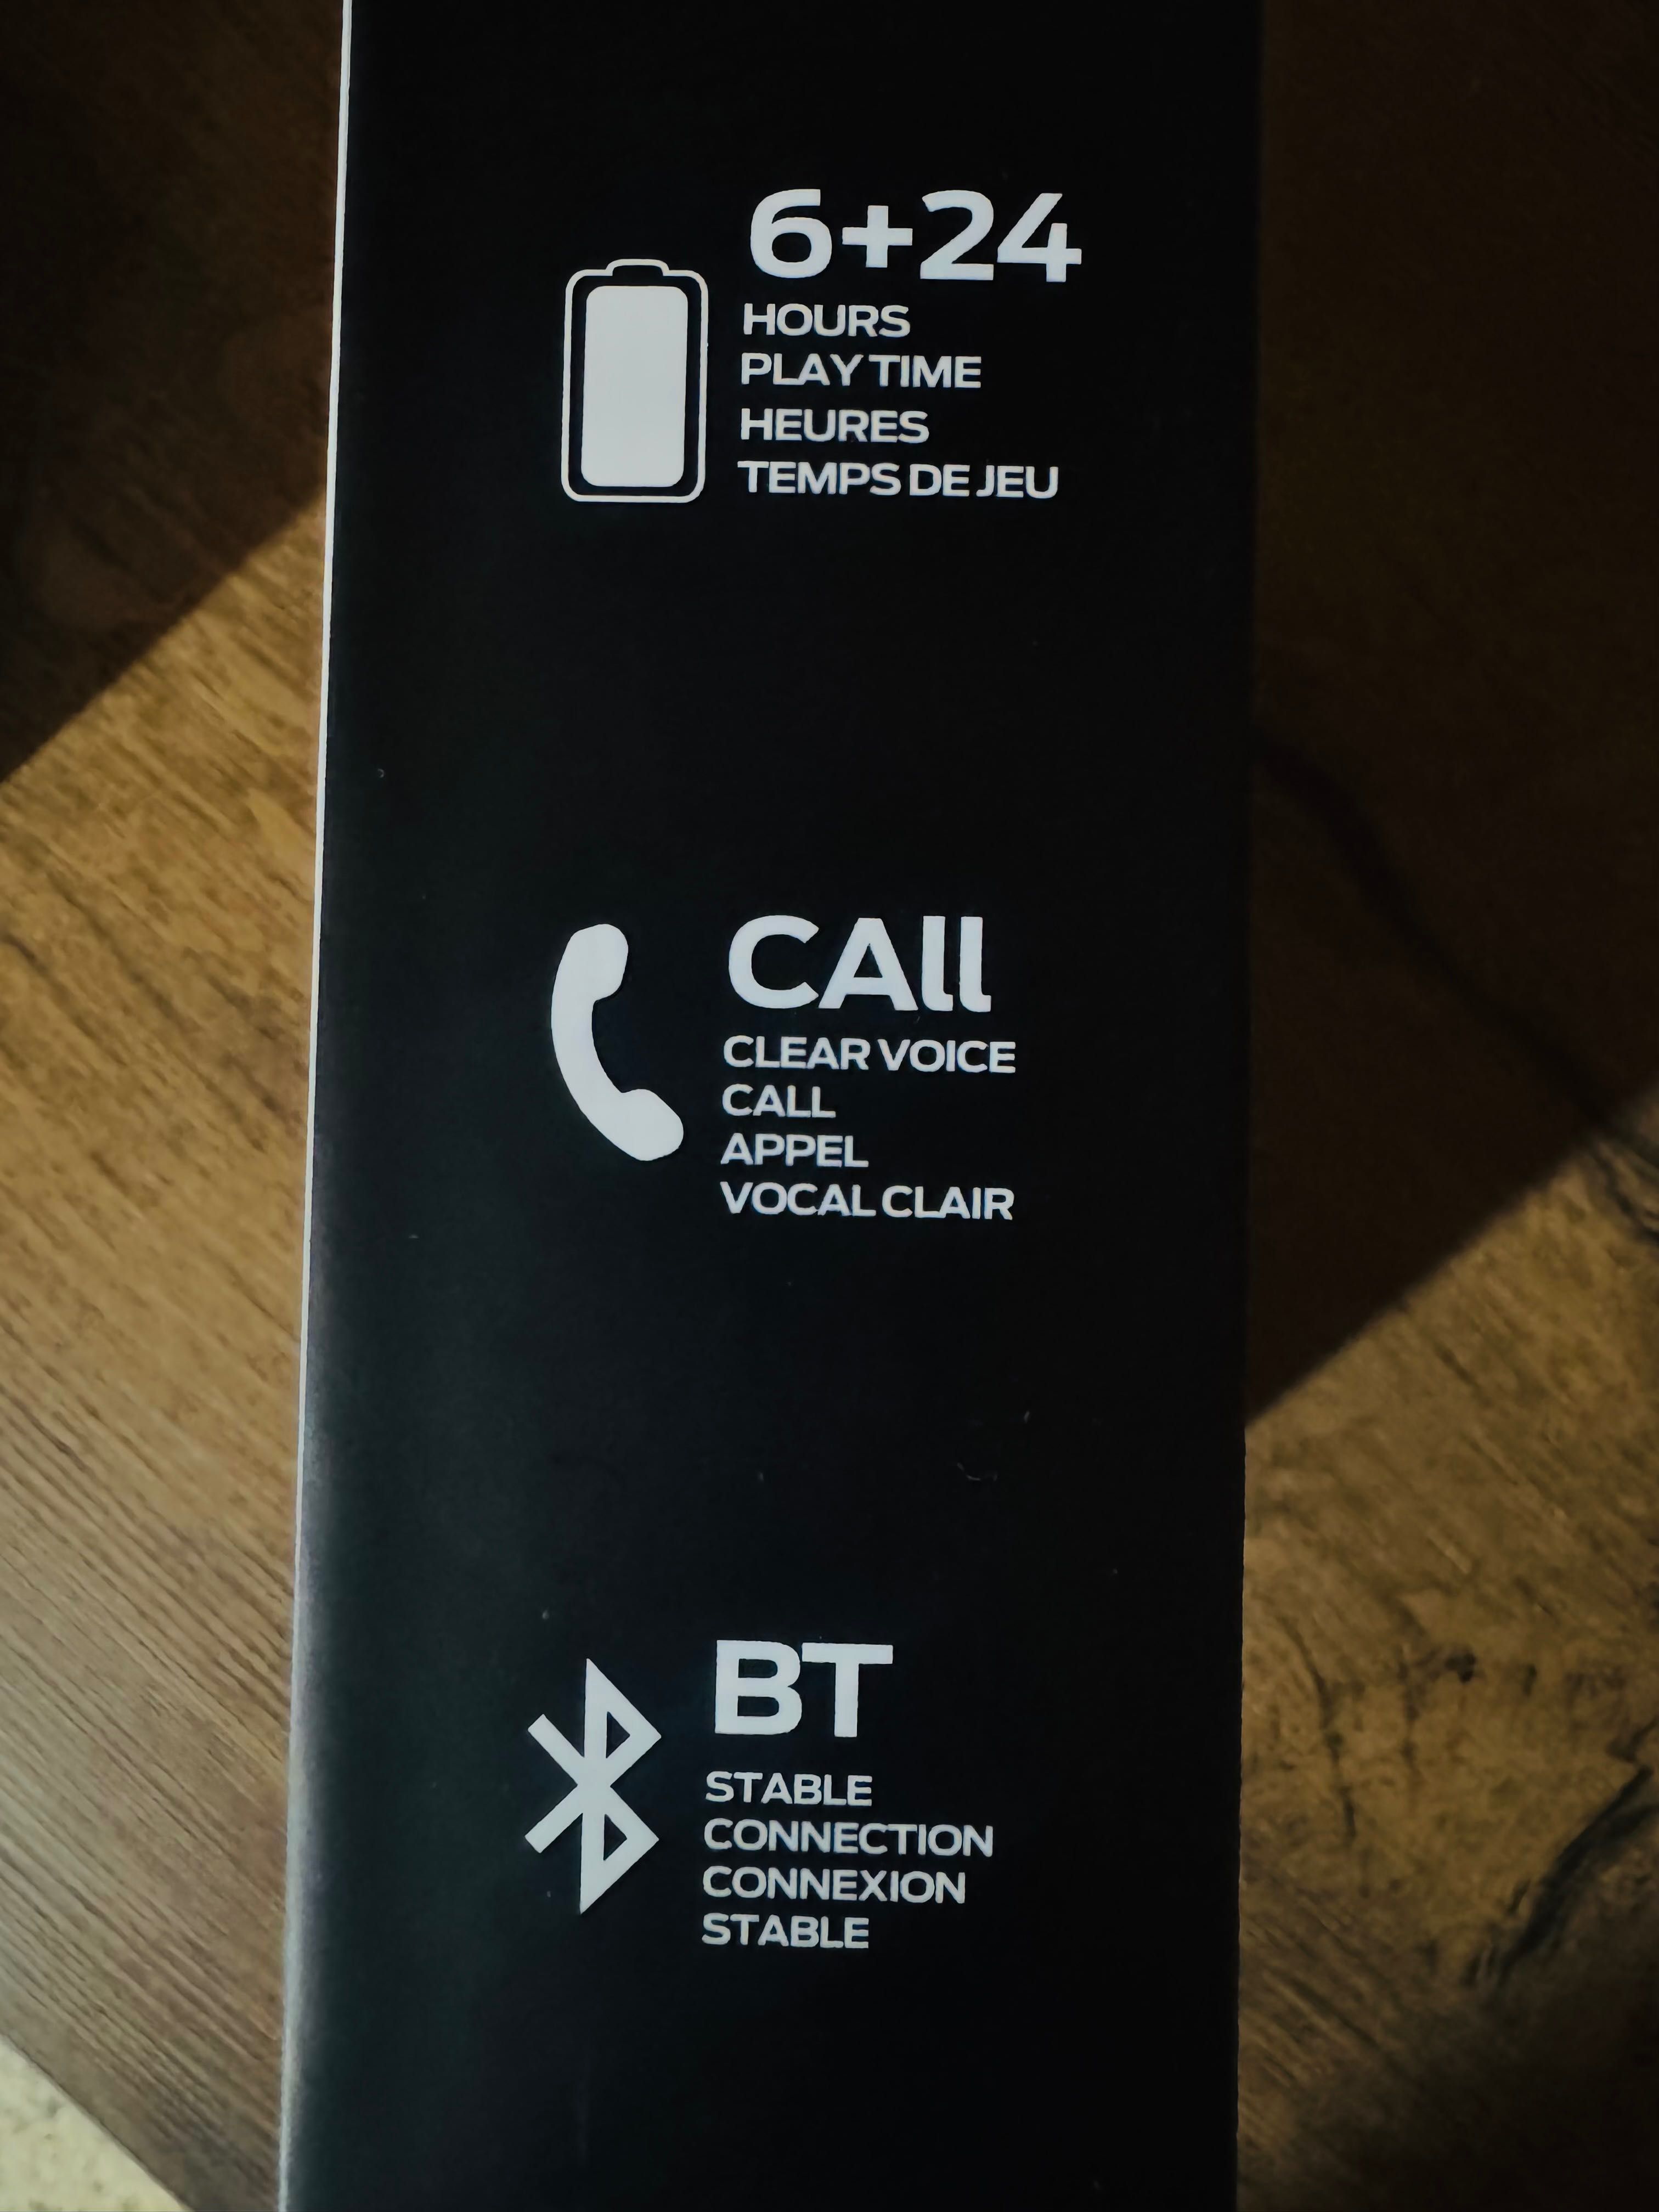 6+24
HOURS
PLAY TIME
HEURES
TEMPS DE JEU
CAll
CLEAR VOICE
CALL
APPEL
VOCAL CLAIR
BT
STABLE
CONNECTION
CONNEXION
STABLE